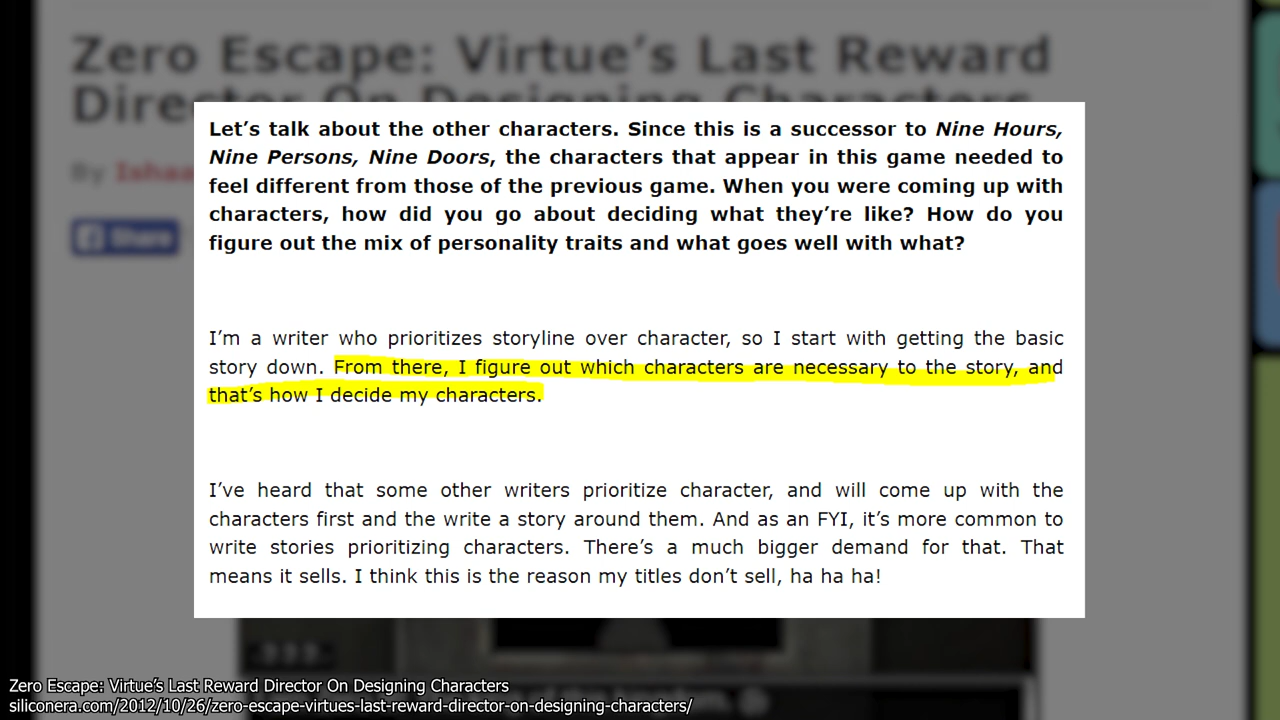 Zero Escape: Virtue's Last Reward
Director On Designing Characters
By Ishaa
Share
Let's talk about the other characters. Since this is a successor to Nine Hours,
Nine Persons, Nine Doors, the characters that appear in this game needed to
feel different from those of the previous game. When you were coming up with
characters, how did you go about deciding what they're like? How do you
figure out the mix of personality traits and what goes well with what?
I'm a writer who prioritizes storyline over character, so I start with getting the basic
story down. From there, I figure out which characters are necessary to the story, and
that's how I decide my characters.
I've heard that some other writers prioritize character, and will come up with the
characters first and the write a story around them. And as an FYI, it's more common to
write stories prioritizing characters. There's a much bigger demand for that. That
means it sells. I think this is the reason my titles don't sell, ha ha ha!
Zero Escape: Virtue's Last Reward Director On Designing Characters
siliconera.com/2012/10/26/zero-escape-virtues-last-reward-director-on-designing-characters/